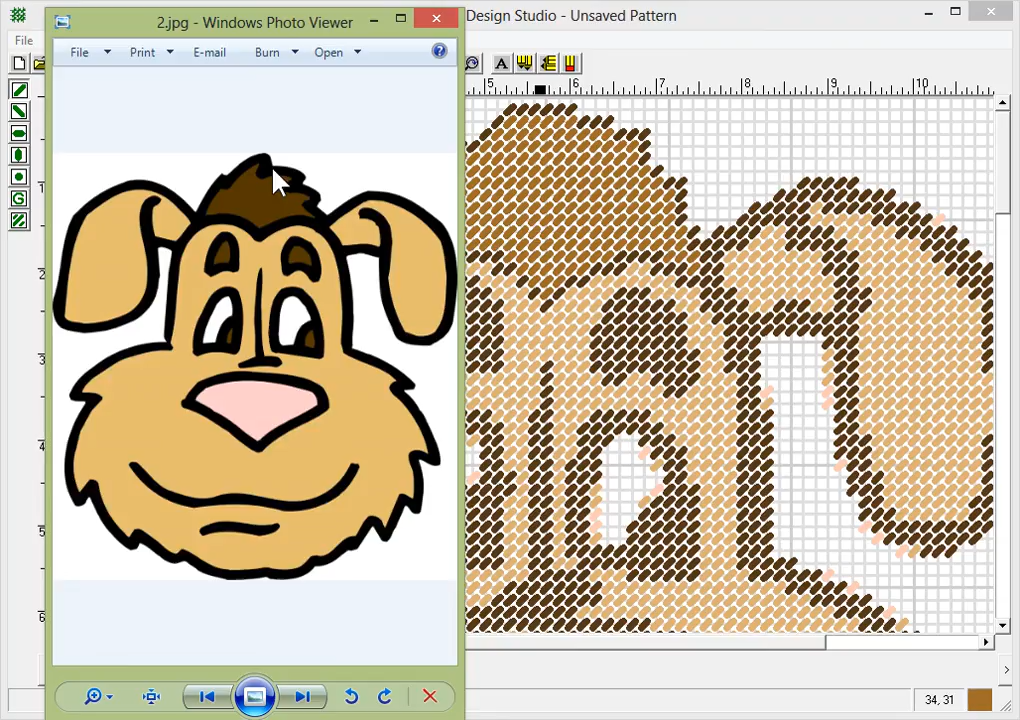 2.jpg - Windows Photo Viewer
Design Studio - Unsaved Pattern
File
File Print E-mail Burn Open
A
G
5 6 7 8 9 10
1
2
3
4
5
6
34, 31